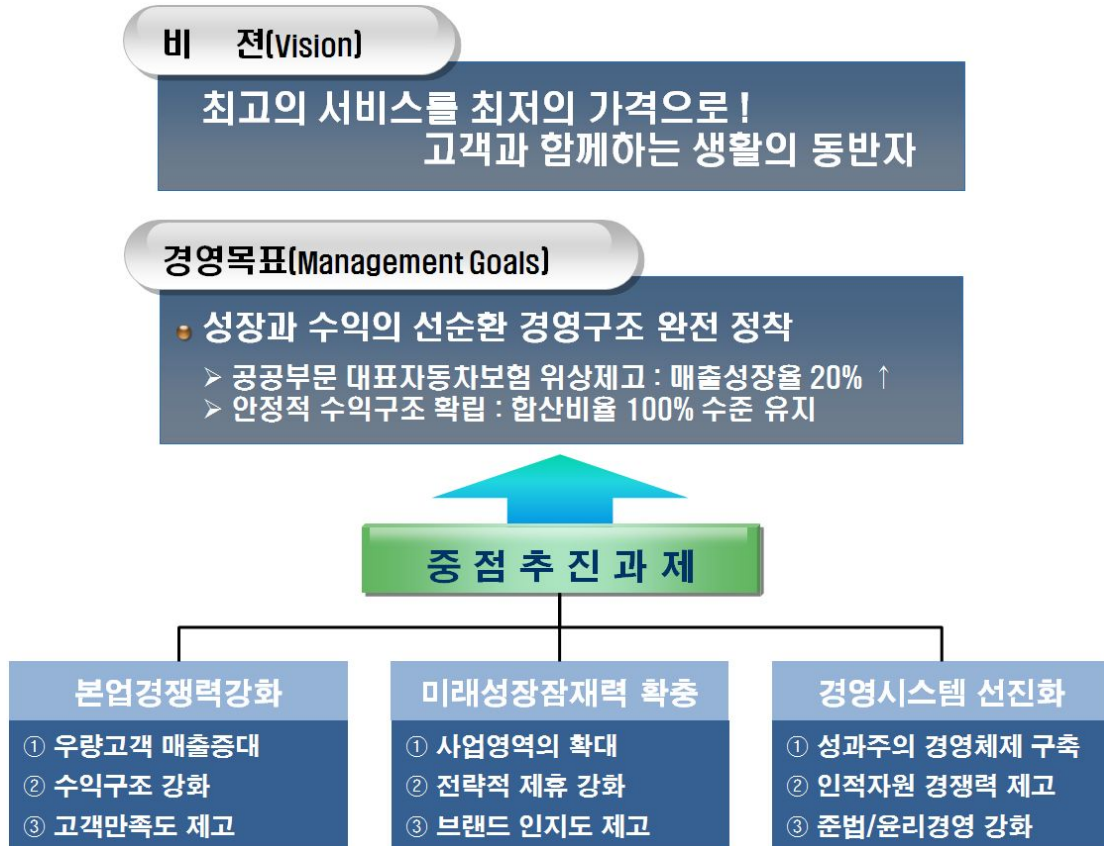 비 젼(Vision)
최고의 서비스를 최저의 가격으로 !
고객과 함께하는 생활의 동반자
경영목표(Management Goals)
성장과 수익의 선순환 경영구조 완전 정착
➢ 공공부문 대표자동차보험 위상제고 : 매출성장율 20% ↑
➢ 안정적 수익구조 확립 : 합산비율 100% 수준 유지
중 점 추 진 과 제
본업경쟁력강화
① 우량고객 매출증대
② 수익구조 강화
③ 고객만족도 제고
미래성장잠재력 확충
① 사업영역의 확대
② 전략적 제휴 강화
③ 브랜드 인지도 제고
경영시스템 선진화
① 성과주의 경영체제 구축
② 인적자원 경쟁력 제고
③ 준법/윤리경영 강화